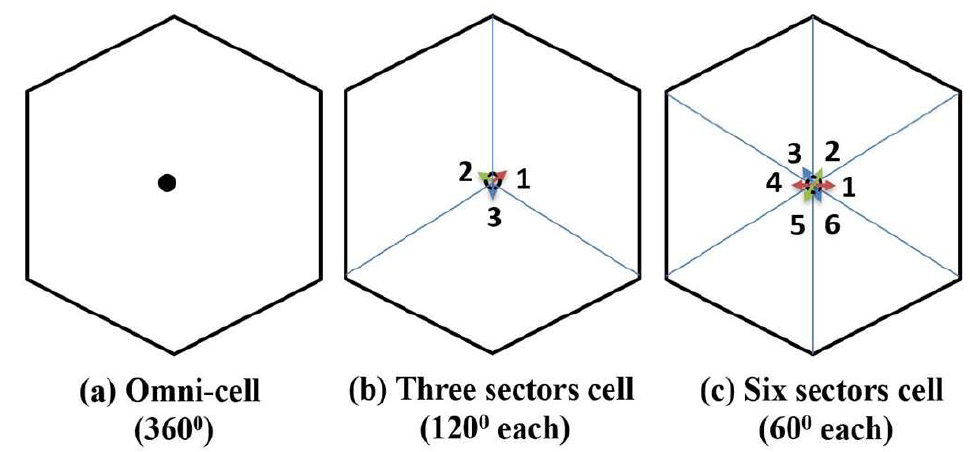 2
1
3
3
2
4
1
5
6
(a) Omni-cell
(360⁰)
(b) Three sectors cell
(120⁰ each)
(c) Six sectors cell
(60⁰ each)